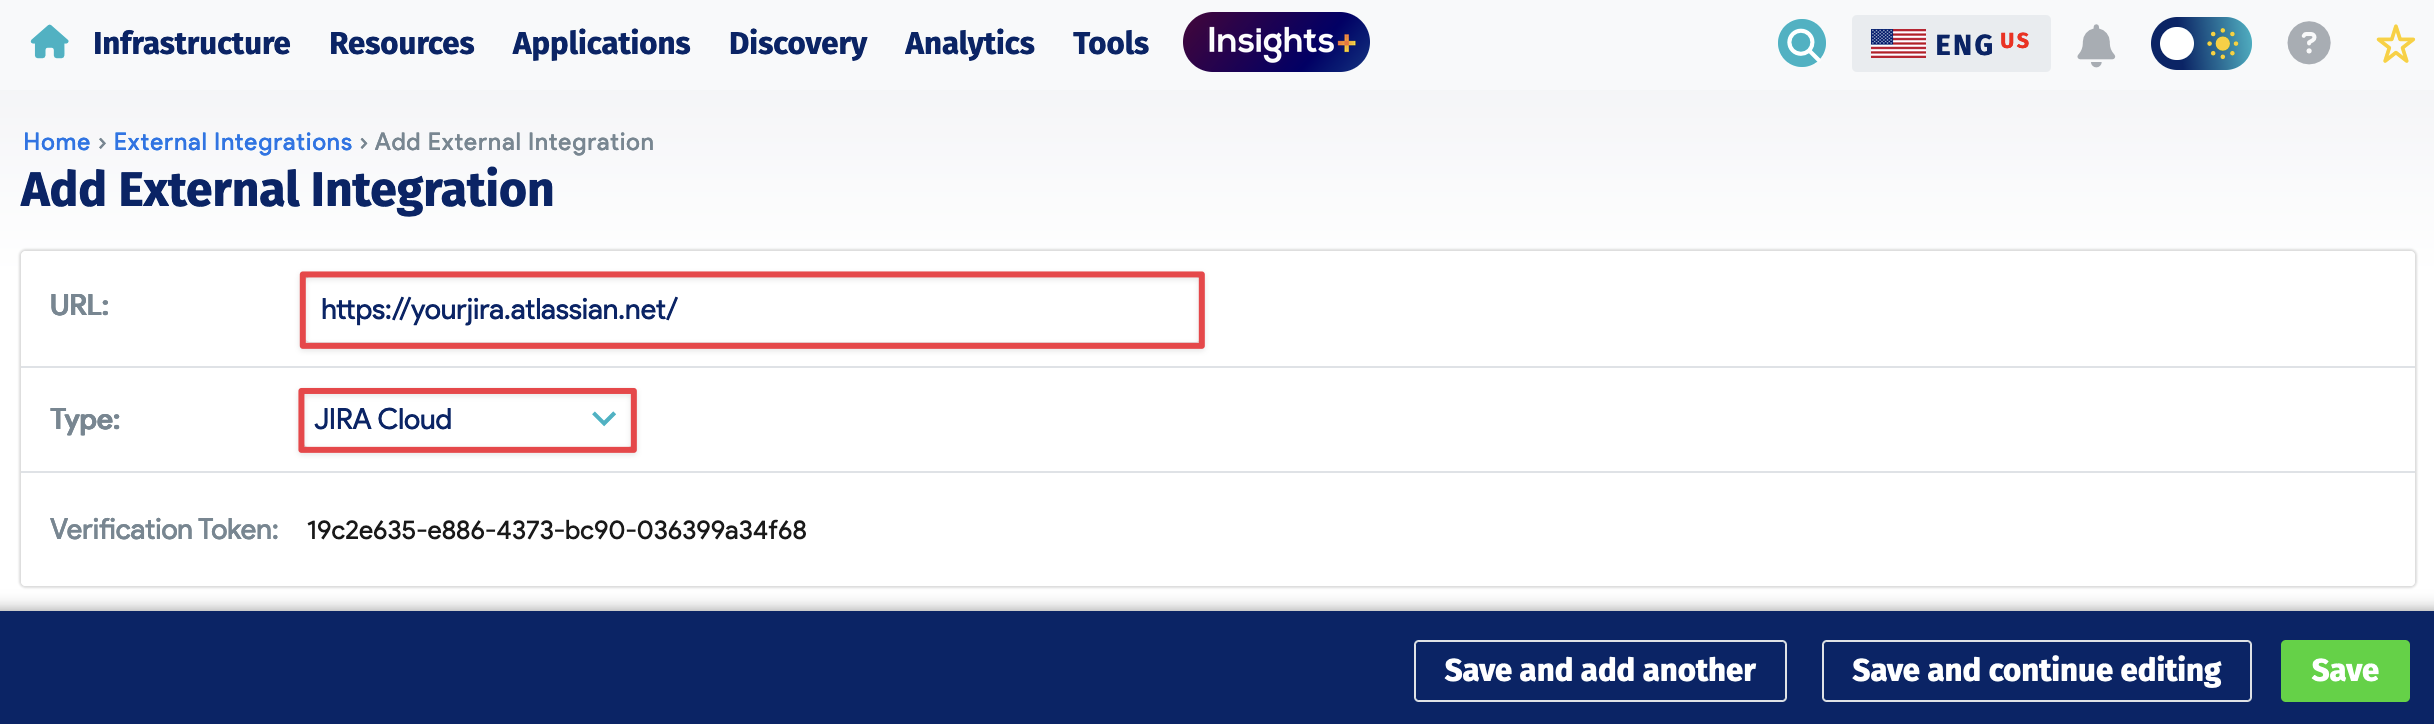 Infrastructure Resources Applications Discovery Analytics Tools Insights+ ENG US ?
Home › External Integrations › Add External Integration
Add External Integration
URL: https://yourjira.atlassian.net/
Type: JIRA Cloud
Verification Token: 19c2e635-e886-4373-bc90-036399a34f68
Save and add another Save and continue editing Save